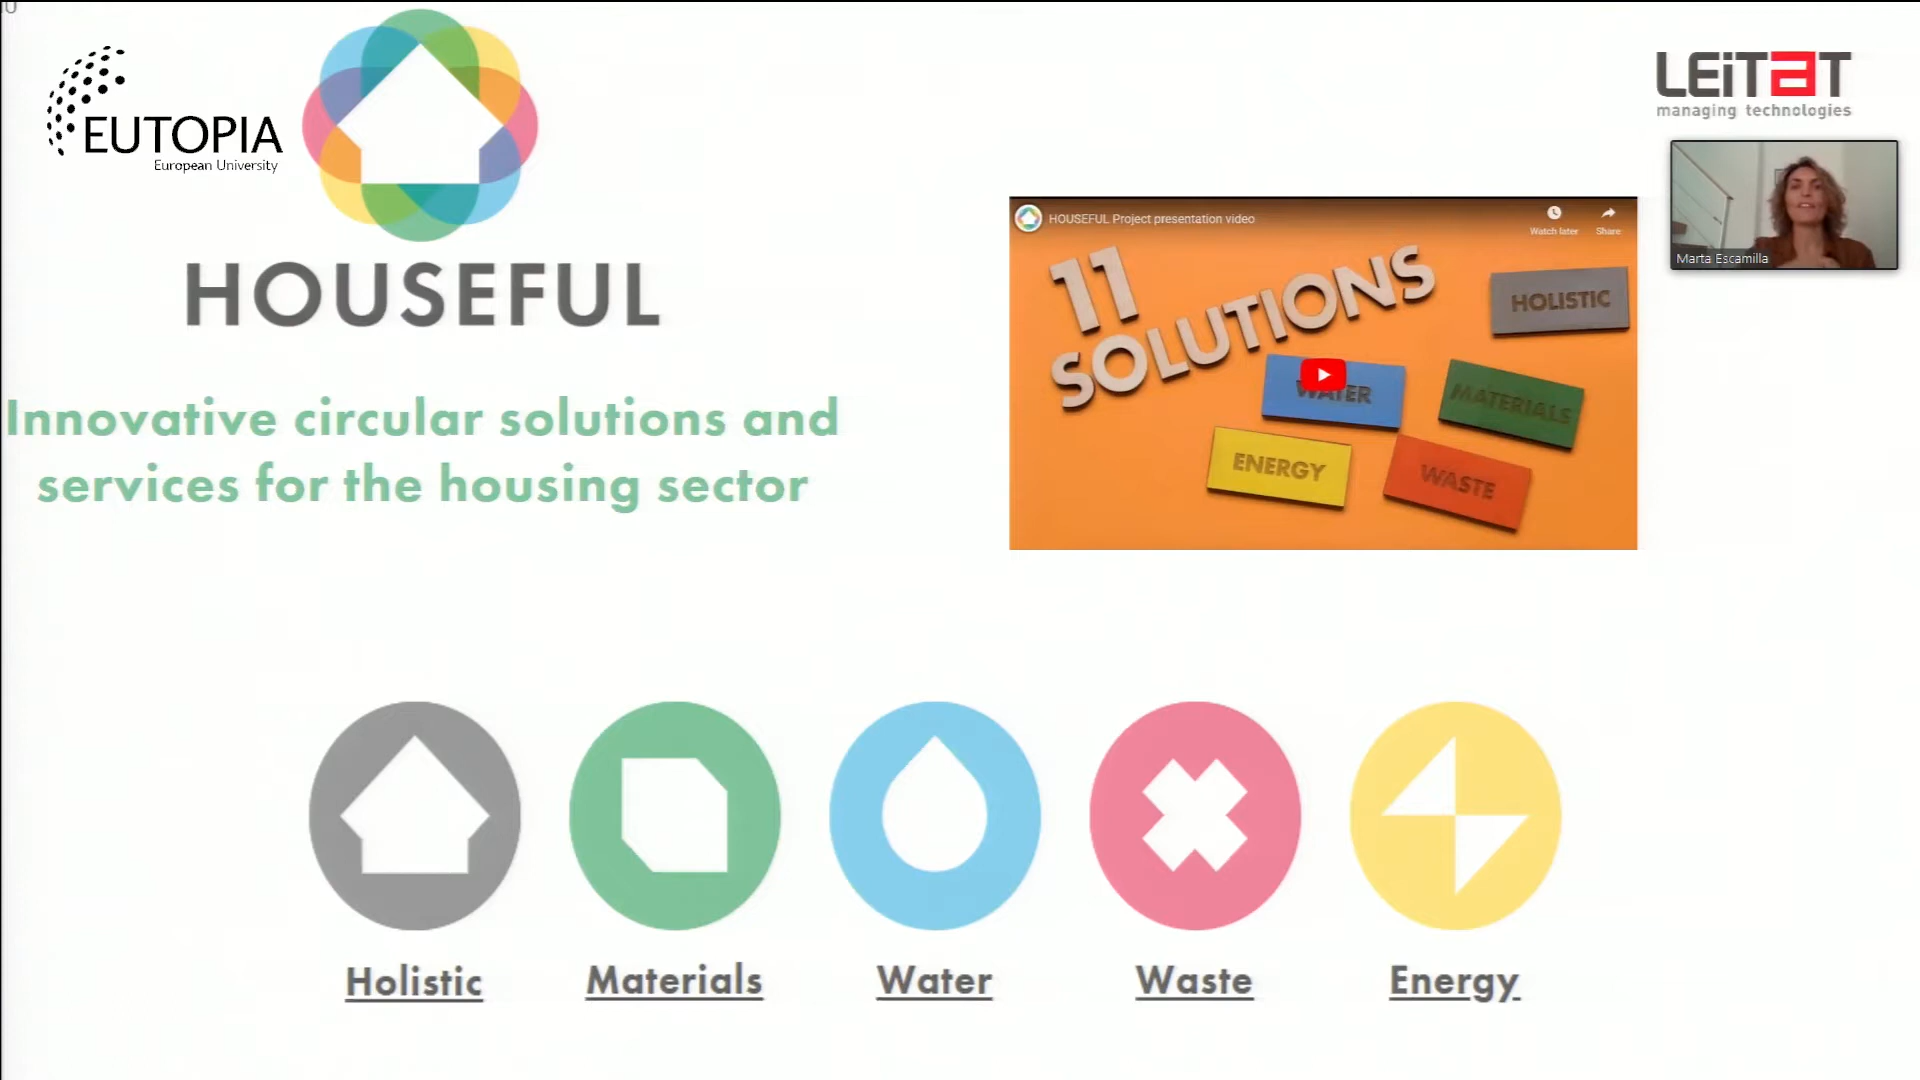 EUTOPIA
European University
HOUSEFUL
Innovative circular solutions and
services for the housing sector
LEiTaT
managing technologies
Marta Escamilla
HOUSEFUL Project presentation video
Watch later
Share
11
SOLUTIONS
HOLISTIC
WATER
MATERIALS
ENERGY
WASTE
Holistic
Materials
Water
Waste
Energy